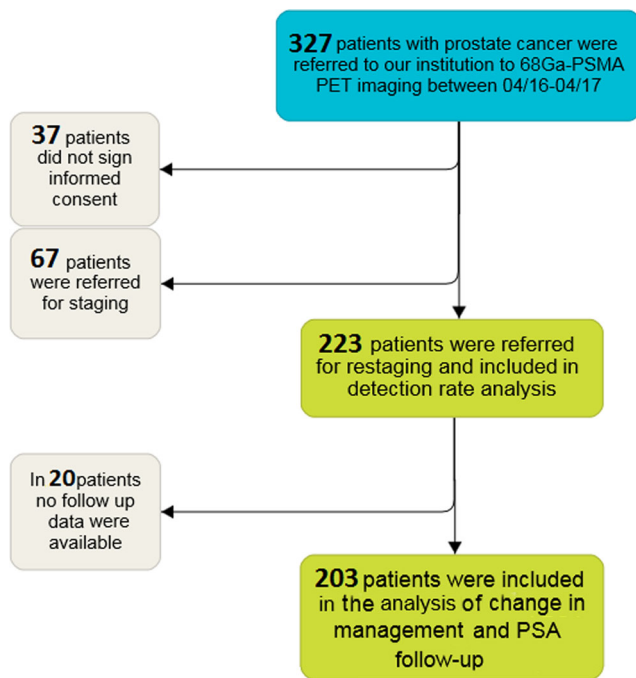 327 patients with prostate cancer were
referred to our institution to 68Ga-PSMA
PET imaging between 04/16-04/17
37 patients
did not sign
informed
consent
67 patients
were referred
for staging
223 patients were referred
for restaging and included in
detection rate analysis
In 20patients
no follow up
data were
available
203 patients were included
in the analysis of change in
management and PSA
follow-up